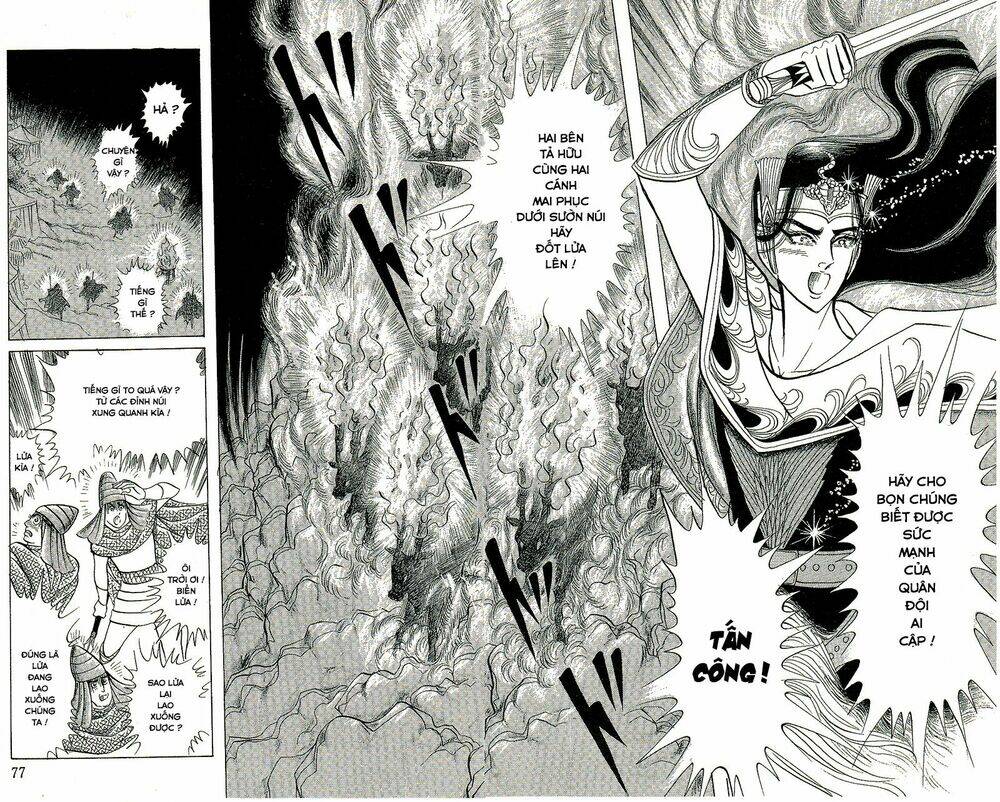 HAI BÊN
TẢ HỮU
CÙNG HAI
CÁNH
MAI PHỤC
DƯỚI SƯỜN NÚI
HÃY
ĐỐT LỬA
LÊN !
HÃY CHO
BỌN CHÚNG
BIẾT ĐƯỢC
SỨC
MẠNH
CỦA
QUÂN
ĐỘI
AI
CẬP !
TẤN
CÔNG !
HẢ ?
CHUYỆN
GÌ
VẬY ?
TIẾNG
GÌ
THẾ ?
TIẾNG GÌ TO QUÁ VẬY ?
TỪ CÁC ĐỈNH NÚI
XUNG QUANH KÌA !
LỬA
KÌA !
ÔI
TRỜI ƠI !
BIỂN
LỬA !
ĐÚNG LÀ
LỬA
ĐANG
LAO
XUỐNG
CHÚNG
TA !
SAO LỬA
LẠI
LAO
XUỐNG
ĐƯỢC ?
77